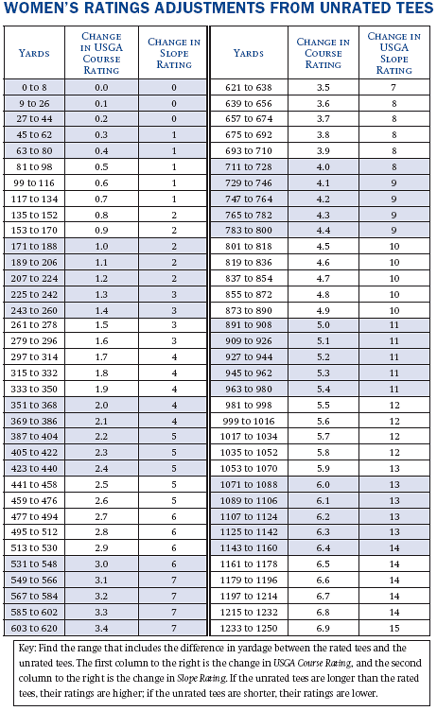 WOMEN'S RATINGS ADJUSTMENTS FROM UNRATED TEES
YARDS CHANGE IN USGA COURSE RATING CHANGE IN SLOPE RATING YARDS CHANGE IN COURSE RATING CHANGE IN USGA SLOPE RATING
0 to 8 0.0 0 621 to 638 3.5 7
9 to 26 0.1 0 639 to 656 3.6 8
27 to 44 0.2 0 657 to 674 3.7 8
45 to 62 0.3 1 675 to 692 3.8 8
63 to 80 0.4 1 693 to 710 3.9 8
81 to 98 0.5 1 711 to 728 4.0 8
99 to 116 0.6 1 729 to 746 4.1 9
117 to 134 0.7 1 747 to 764 4.2 9
135 to 152 0.8 2 765 to 782 4.3 9
153 to 170 0.9 2 783 to 800 4.4 9
171 to 188 1.0 2 801 to 818 4.5 10
189 to 206 1.1 2 819 to 836 4.6 10
207 to 224 1.2 2 837 to 854 4.7 10
225 to 242 1.3 3 855 to 872 4.8 10
243 to 260 1.4 3 873 to 890 4.9 10
261 to 278 1.5 3 891 to 908 5.0 11
279 to 296 1.6 3 909 to 926 5.1 11
297 to 314 1.7 4 927 to 944 5.2 11
315 to 332 1.8 4 945 to 962 5.3 11
333 to 350 1.9 4 963 to 980 5.4 11
351 to 368 2.0 4 981 to 998 5.5 12
369 to 386 2.1 4 999 to 1016 5.6 12
387 to 404 2.2 5 1017 to 1034 5.7 12
405 to 422 2.3 5 1035 to 1052 5.8 12
423 to 440 2.4 5 1053 to 1070 5.9 13
441 to 458 2.5 5 1071 to 1088 6.0 13
459 to 476 2.6 5 1089 to 1106 6.1 13
477 to 494 2.7 6 1107 to 1124 6.2 13
495 to 512 2.8 6 1125 to 1142 6.3 13
513 to 530 2.9 6 1143 to 1160 6.4 14
531 to 548 3.0 6 1161 to 1178 6.5 14
549 to 566 3.1 7 1179 to 1196 6.6 14
567 to 584 3.2 7 1197 to 1214 6.7 14
585 to 602 3.3 7 1215 to 1232 6.8 14
603 to 620 3.4 7 1233 to 1250 6.9 15
Key: Find the range that includes the difference in yardage between the rated tees and the
unrated tees. The first column to the right is the change in USGA Course Rating, and the second
column to the right is the change in Slope Rating. If the unrated tees are longer than the rated
tees, their ratings are higher; if the unrated tees are shorter, their ratings are lower.